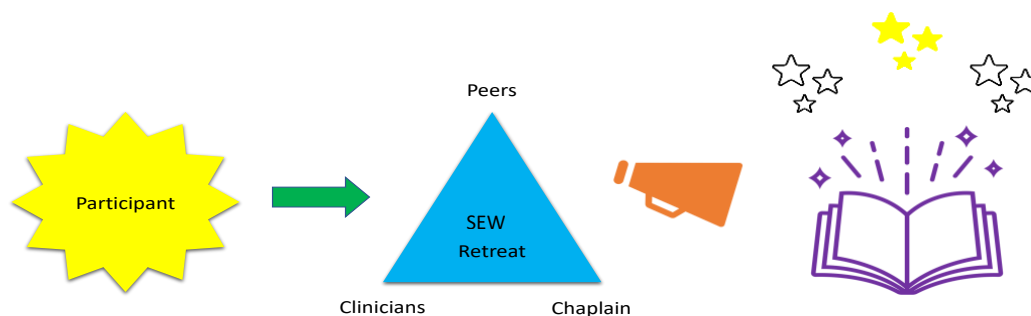 Peers
Participant
SEW
Retreat
Clinicians
Chaplain